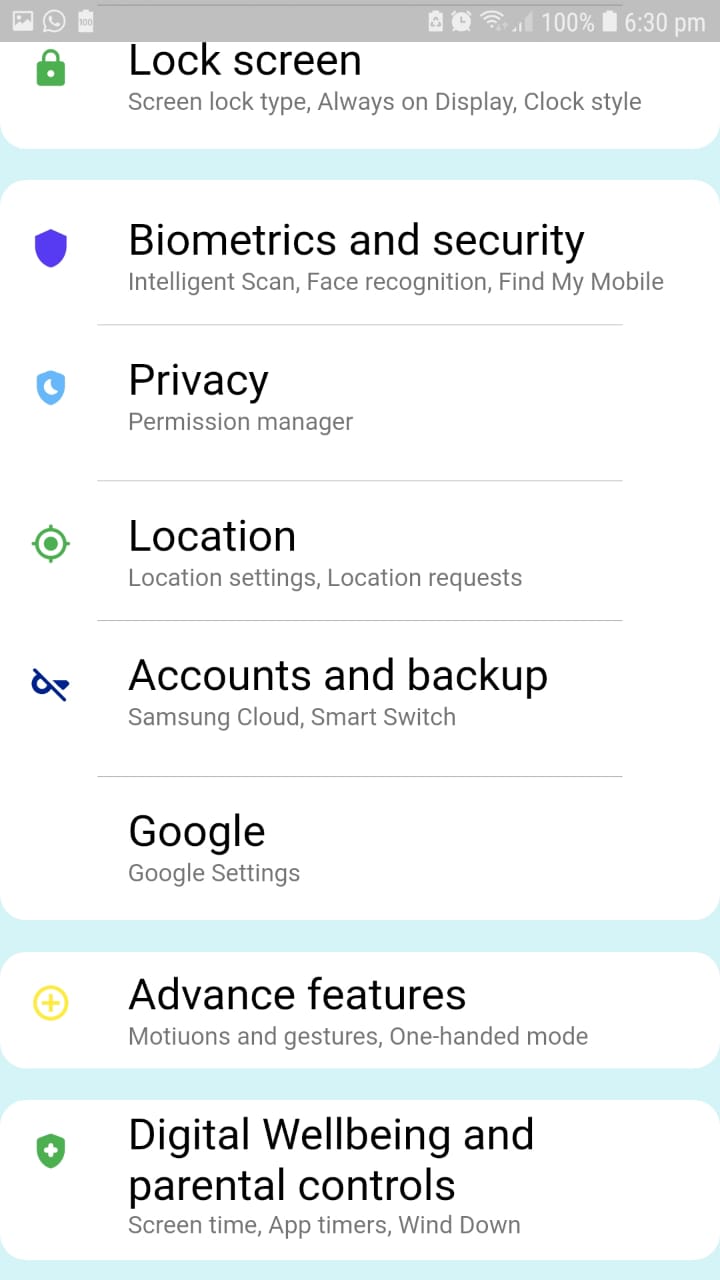 100 100% 6:30 pm
Lock screen
Screen lock type, Always on Display, Clock style
Biometrics and security
Intelligent Scan, Face recognition, Find My Mobile
Privacy
Permission manager
Location
Location settings, Location requests
Accounts and backup
Samsung Cloud, Smart Switch
Google
Google Settings
Advance features
Motiuons and gestures, One-handed mode
Digital Wellbeing and
parental controls
Screen time, App timers, Wind Down